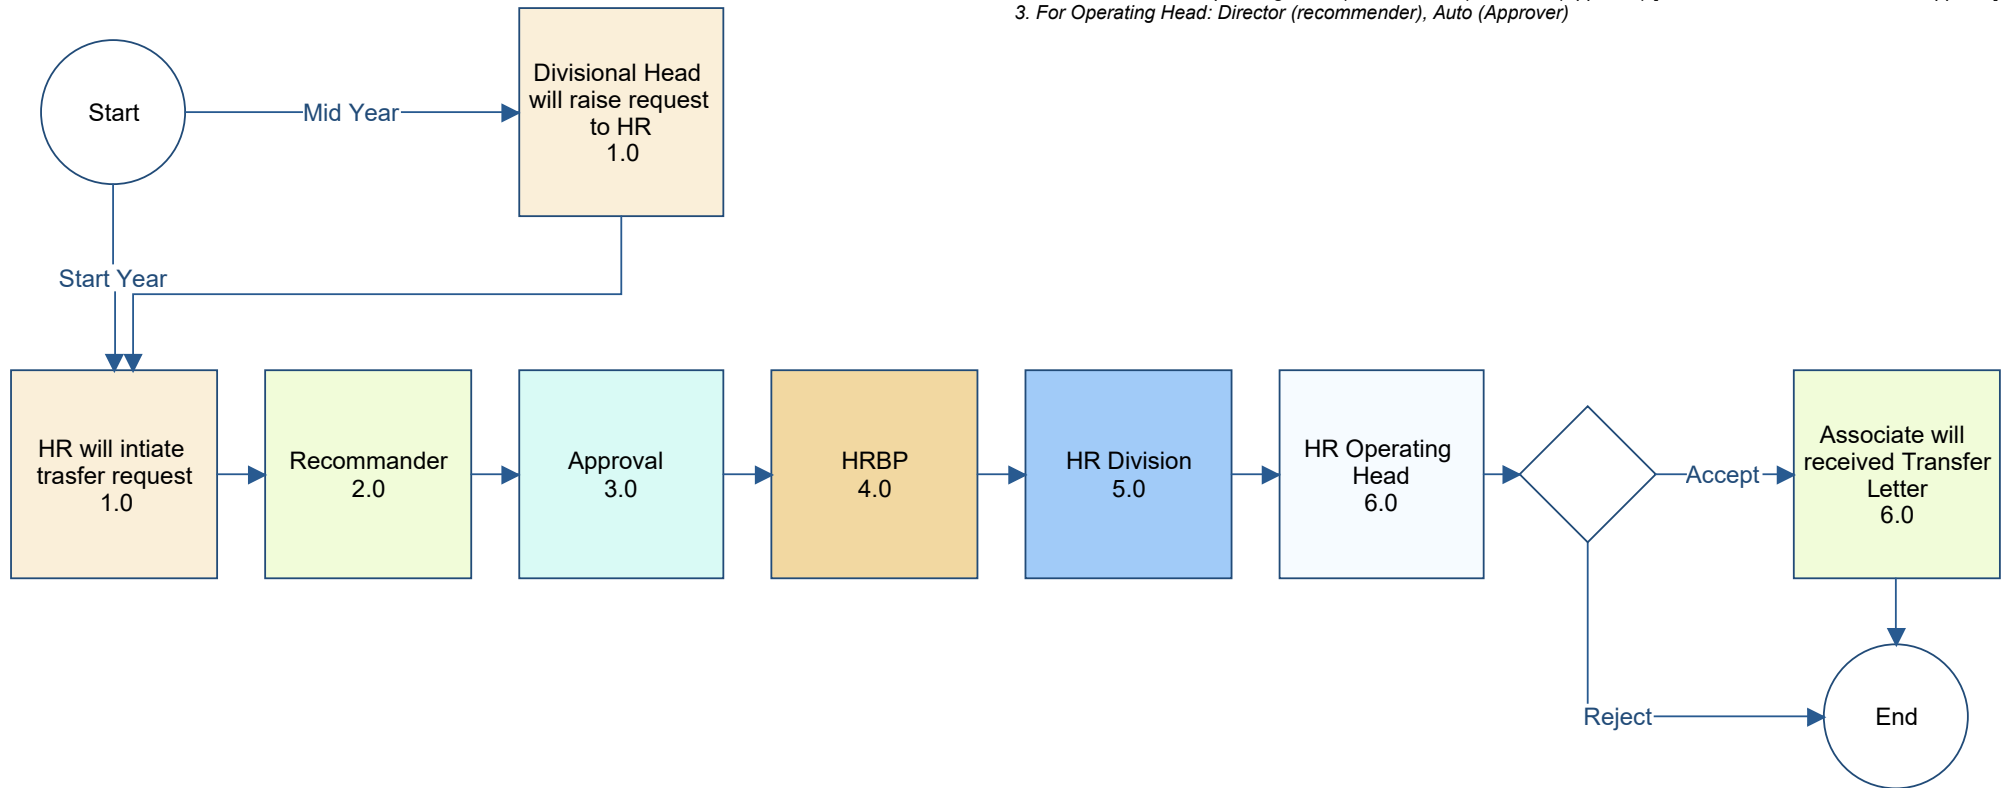 3. For Operating Head: Director (recommender), Auto (Approver)
Start
Mid Year
Divisional Head
will raise request
to HR
1.0
Start Year
HR will intiate
trasfer request
1.0
Recommander
2.0
Approval
3.0
HRBP
4.0
HR Division
5.0
HR Operating
Head
6.0
Accept
Associate will
received Transfer
Letter
6.0
Reject
End